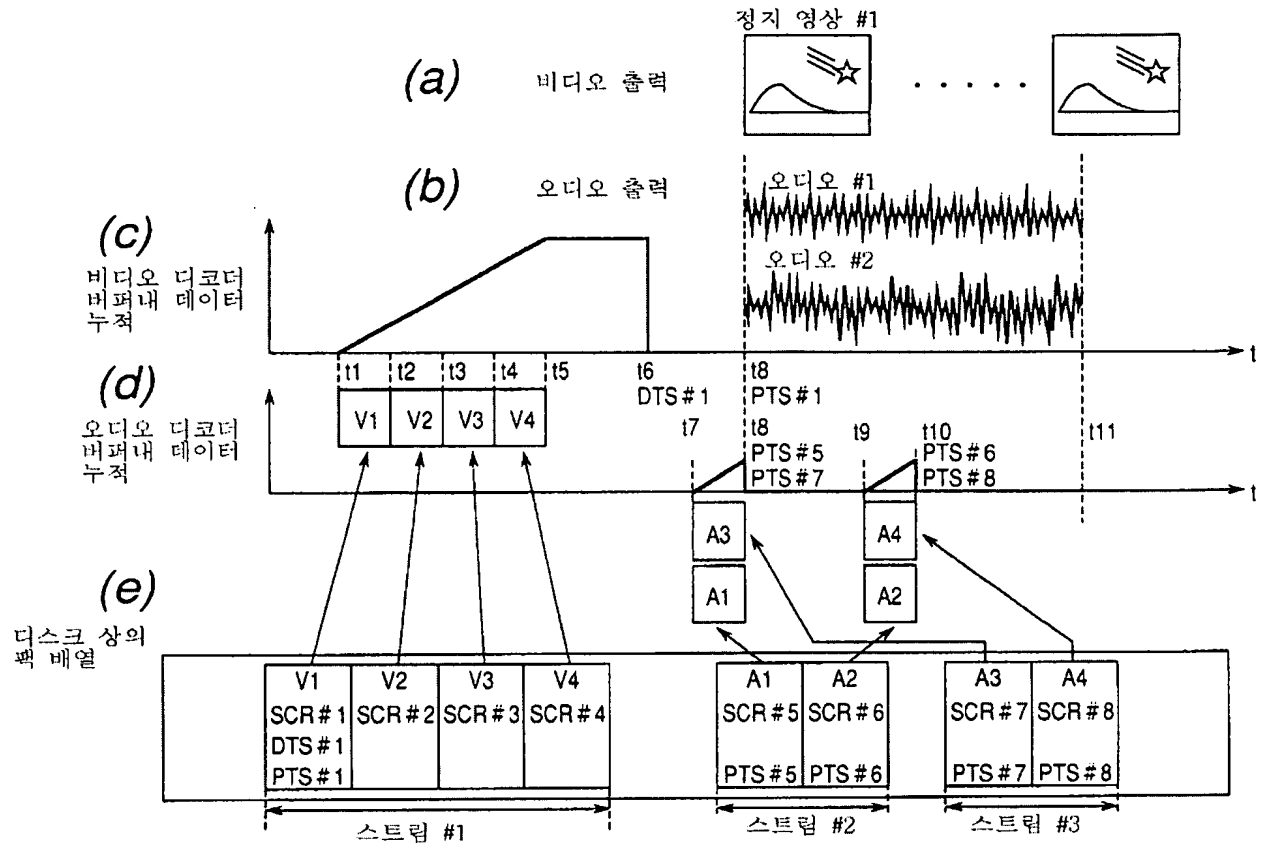 정지 영상 #1
(a)
비디오 출력
(b)
오디오 출력
오디오 #1
오디오 #2
(c)
비디오 디코더
버퍼내 데이터
누적
t
t1 t2 t3 t4 t5 t6 t8
DTS#1 PTS#1
(d)
오디오 디코더
버퍼내 데이터
누적
V1 V2 V3 V4
t7 t8 t9 t10 t11
PTS#5 PTS#6
PTS#7 PTS#8
t
A3 A4
A1 A2
(e)
디스크 상의
팩 배열
V1 V2 V3 V4 A1 A2 A3 A4
SCR#1 SCR#2 SCR#3 SCR#4 SCR#5 SCR#6 SCR#7 SCR#8
DTS#1
PTS#1 PTS#5 PTS#6 PTS#7 PTS#8
스트림 #1 스트림 #2 스트림 #3